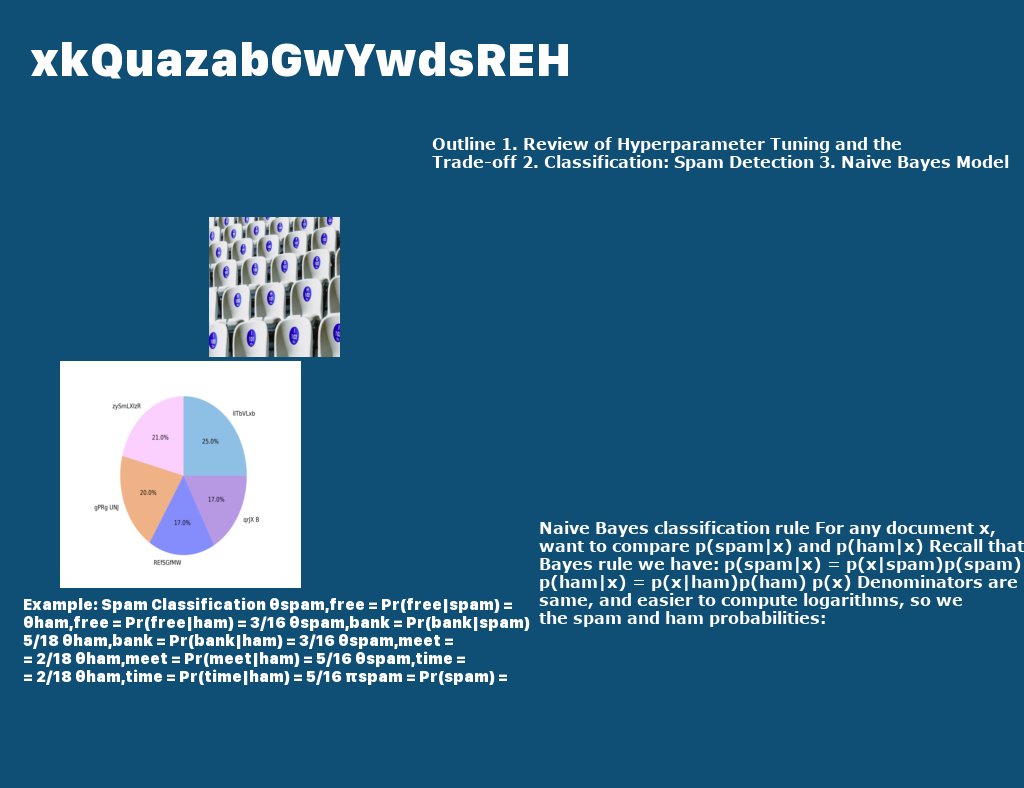 xkQuazabGwYwdsREH
Outline 1. Review of Hyperparameter Tuning and the
Trade-off 2. Classification: Spam Detection 3. Naive Bayes Model
zySmLXlzR
21.0%
25.0%
20.0%
17.0%
17.0%
gPRg UNJ
qrJX B
REfSGfMW
Example: Spam Classification θspam,free = Pr(free|spam) =
θham,free = Pr(free|ham) = 3/16 θspam,bank = Pr(bank|spam)
5/18 θham,bank = Pr(bank|ham) = 3/16 θspam,meet =
= 2/18 θham,meet = Pr(meet|ham) = 5/16 θspam,time =
= 2/18 θham,time = Pr(time|ham) = 5/16 πspam = Pr(spam) =
Naive Bayes classification rule For any document x,
want to compare p(spam|x) and p(ham|x) Recall that
Bayes rule we have: p(spam|x) = p(x|spam)p(spam)
p(ham|x) = p(x|ham)p(ham) p(x) Denominators are
same, and easier to compute logarithms, so we
the spam and ham probabilities: